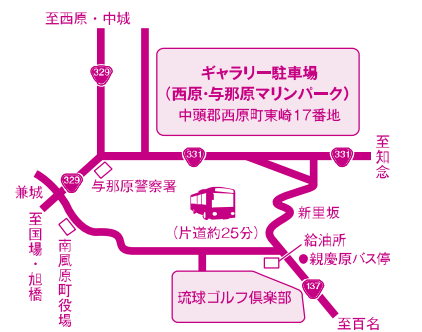 至西原・中城
329
ギャラリー駐車場
(西原・与那原マリンパーク)
中頭郡西原町東崎17番地
331
331
至知念
329
与那原警察署
兼城
至国場・旭橋
南風原町役場
(片道約25分)
新里坂
給油所
親慶原バス停
琉球ゴルフ倶楽部
137
至百名